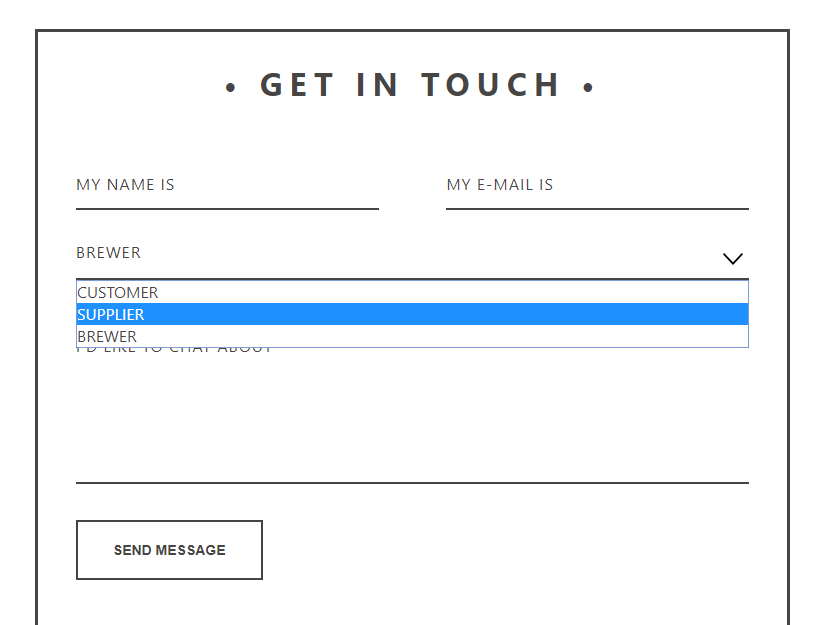 • GET IN TOUCH •
MY NAME IS
MY E-MAIL IS
BREWER
CUSTOMER
SUPPLIER
BREWER
I'D LIKE TO CHAT ABOUT
SEND MESSAGE